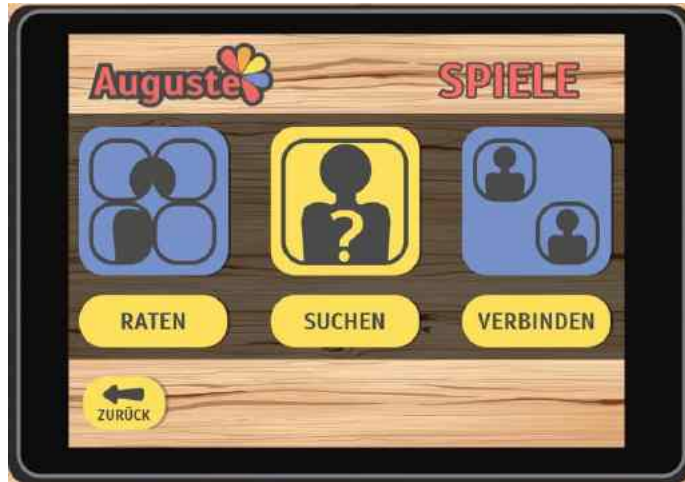 Auguste
SPIELE
?
RATEN
SUCHEN
VERBINDEN
ZURÜCK